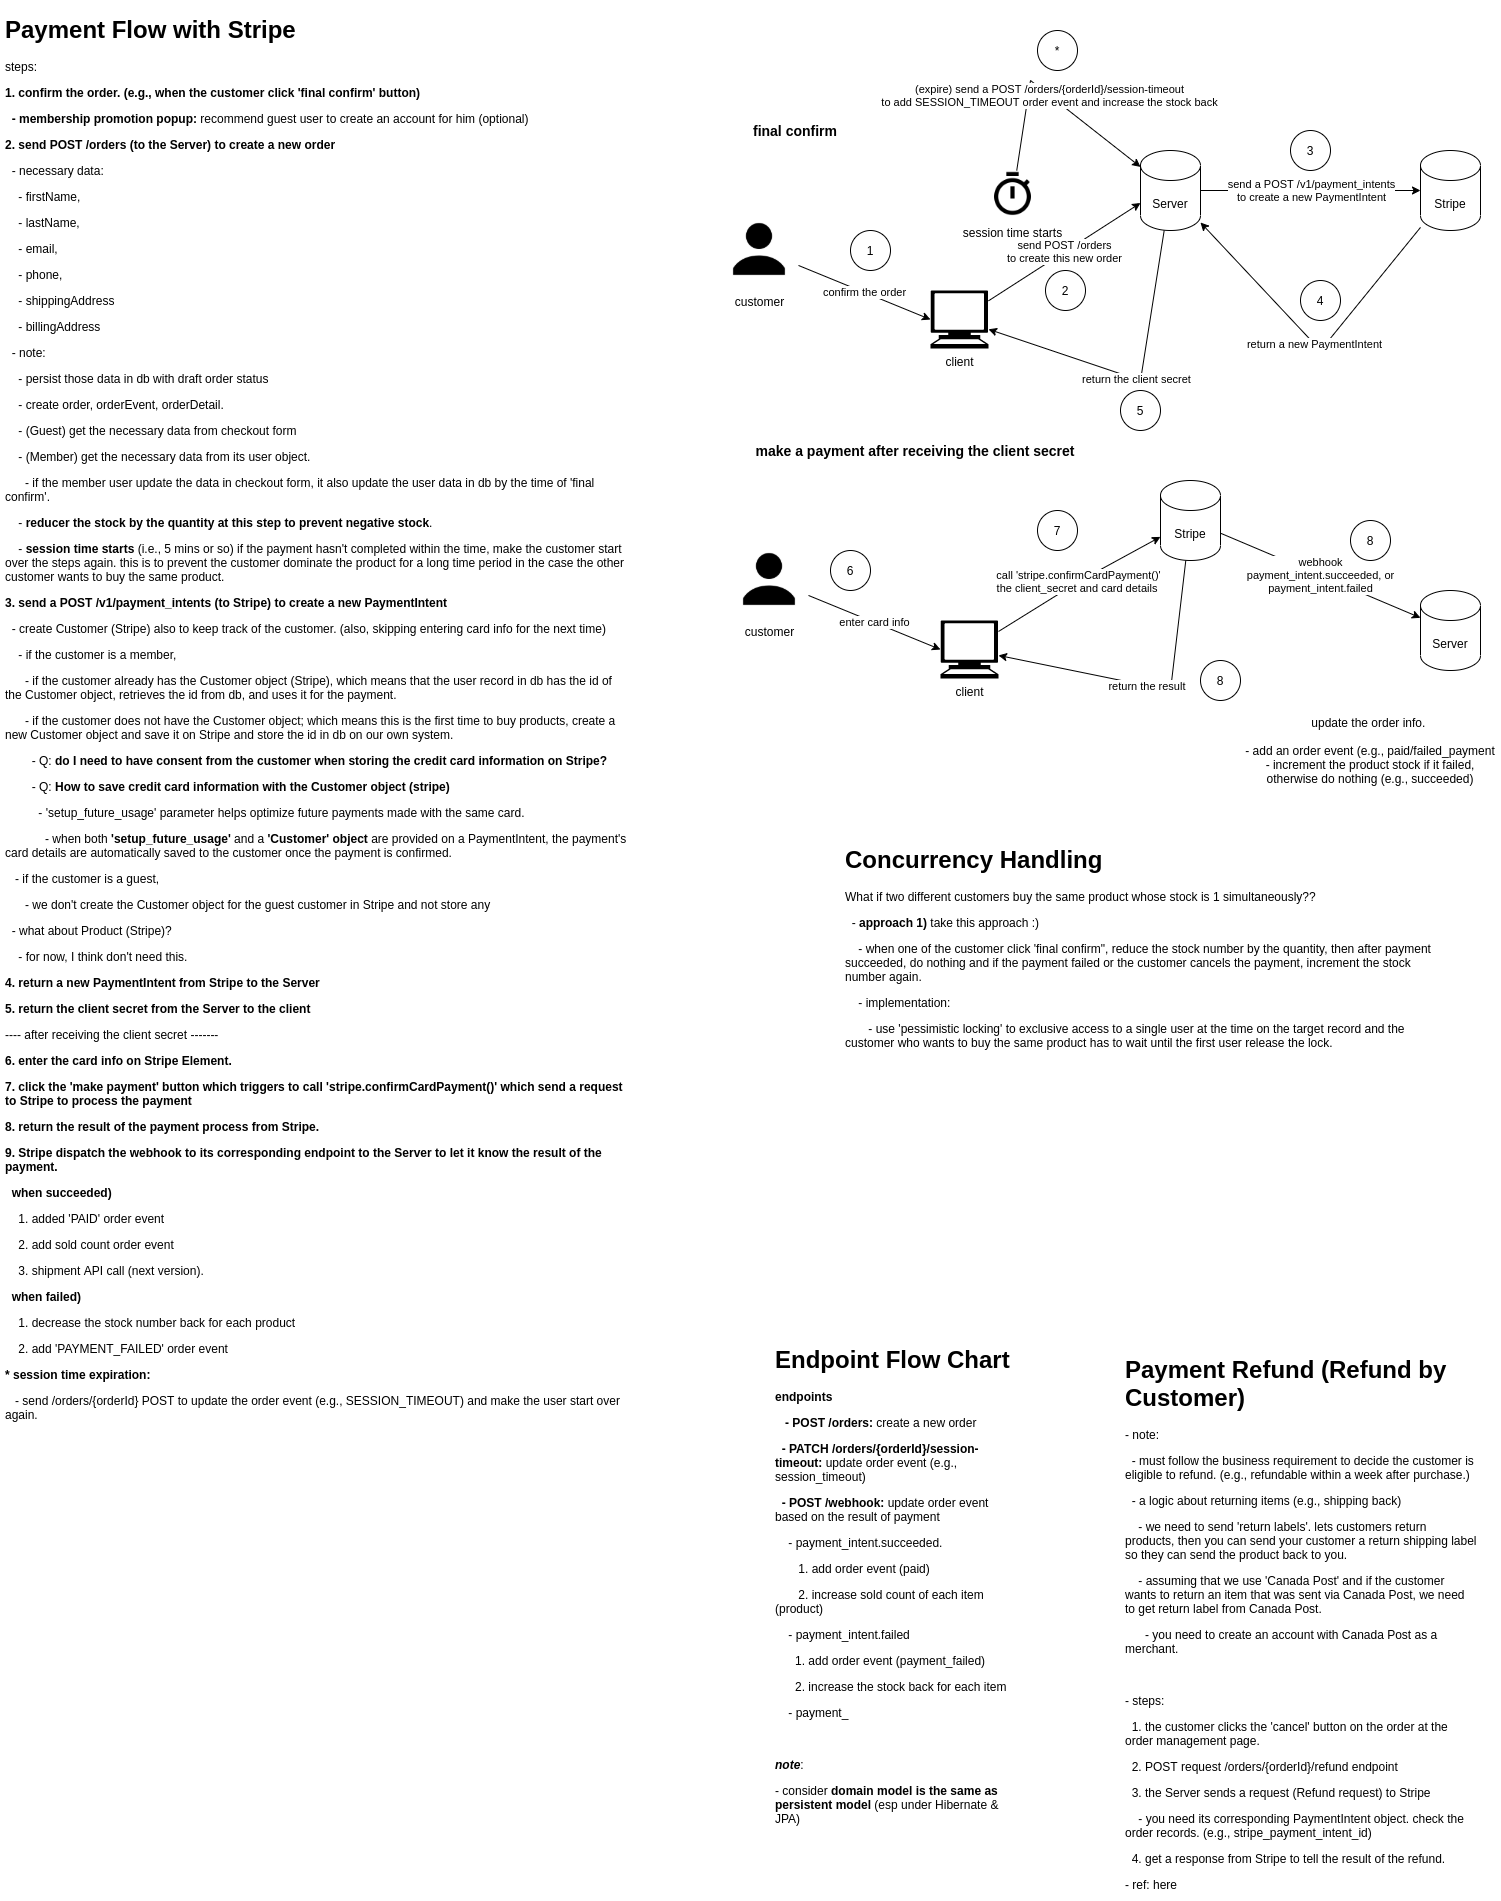 Payment Flow with Stripe
steps:
1. confirm the order. (e.g., when the customer click 'final confirm' button)
- membership promotion popup: recommend guest user to create an account for him (optional)
2. send POST /orders (to the Server) to create a new order
- necessary data:
- firstName,
- lastName,
- email,
- phone,
- shippingAddress
- billingAddress
- note:
- persist those data in db with draft order status
- create order, orderEvent, orderDetail.
- (Guest) get the necessary data from checkout form
- (Member) get the necessary data from its user object.
- if the member user update the data in checkout form, it also update the user data in db by the time of 'final
confirm'.
- reducer the stock by the quantity at this step to prevent negative stock.
- session time starts (i.e., 5 mins or so) if the payment hasn't completed within the time, make the customer start
over the steps again. this is to prevent the customer dominate the product for a long time period in the case the other
customer wants to buy the same product.
3. send a POST /v1/payment_intents (to Stripe) to create a new PaymentIntent
- create Customer (Stripe) also to keep track of the customer. (also, skipping entering card info for the next time)
- if the customer is a member,
- if the customer already has the Customer object (Stripe), which means that the user record in db has the id of
the Customer object, retrieves the id from db, and uses it for the payment.
- if the customer does not have the Customer object; which means this is the first time to buy products, create a
new Customer object and save it on Stripe and store the id in db on our own system.
- Q: do I need to have consent from the customer when storing the credit card information on Stripe?
- Q: How to save credit card information with the Customer object (stripe)
- 'setup_future_usage' parameter helps optimize future payments made with the same card.
- when both 'setup_future_usage' and a 'Customer' object are provided on a PaymentIntent, the payment's
card details are automatically saved to the customer once the payment is confirmed.
- if the customer is a guest,
- we don't create the Customer object for the guest customer in Stripe and not store any
- what about Product (Stripe)?
- for now, I think don't need this.
4. return a new PaymentIntent from Stripe to the Server
5. return the client secret from the Server to the client
---- after receiving the client secret -------
6. enter the card info on Stripe Element.
7. click the 'make payment' button which triggers to call 'stripe.confirmCardPayment()' which send a request
to Stripe to process the payment
8. return the result of the payment process from Stripe.
9. Stripe dispatch the webhook to its corresponding endpoint to the Server to let it know the result of the
payment.
when succeeded)
1. added 'PAID' order event
2. add sold count order event
3. shipment API call (next version).
when failed)
1. decrease the stock number back for each product
2. add 'PAYMENT_FAILED' order event
* session time expiration:
- send /orders/{orderId} POST to update the order event (e.g., SESSION_TIMEOUT) and make the user start over
again.
*
(expire) send a POST /orders/{orderId}/session-timeout
to add SESSION_TIMEOUT order event and increase the stock back
final confirm
3
send a POST /v1/payment_intents
to create a new PaymentIntent
Server
Stripe
session time starts
send POST /orders
to create this new order
1
2
4
confirm the order
customer
client
return a new PaymentIntent
return the client secret
5
make a payment after receiving the client secret
7
Stripe
8
6
call 'stripe.confirmCardPayment()'
the client_secret and card details
webhook
payment_intent.succeeded, or
payment_intent.failed
enter card info
customer
client
Server
return the result
8
update the order info.
- add an order event (e.g., paid/failed_payment
- increment the product stock if it failed,
otherwise do nothing (e.g., succeeded)
Concurrency Handling
What if two different customers buy the same product whose stock is 1 simultaneously??
- approach 1) take this approach :)
- when one of the customer click 'final confirm", reduce the stock number by the quantity, then after payment
succeeded, do nothing and if the payment failed or the customer cancels the payment, increment the stock
number again.
- implementation:
- use 'pessimistic locking' to exclusive access to a single user at the time on the target record and the
customer who wants to buy the same product has to wait until the first user release the lock.
Endpoint Flow Chart
endpoints
- POST /orders: create a new order
- PATCH /orders/{orderId}/session-
timeout: update order event (e.g.,
session_timeout)
- POST /webhook: update order event
based on the result of payment
- payment_intent.succeeded.
1. add order event (paid)
2. increase sold count of each item
(product)
- payment_intent.failed
1. add order event (payment_failed)
2. increase the stock back for each item
- payment_
note:
- consider domain model is the same as
persistent model (esp under Hibernate &
JPA)
Payment Refund (Refund by
Customer)
- note:
- must follow the business requirement to decide the customer is
eligible to refund. (e.g., refundable within a week after purchase.)
- a logic about returning items (e.g., shipping back)
- we need to send 'return labels'. lets customers return
products, then you can send your customer a return shipping label
so they can send the product back to you.
- assuming that we use 'Canada Post' and if the customer
wants to return an item that was sent via Canada Post, we need
to get return label from Canada Post.
- you need to create an account with Canada Post as a
merchant.
- steps:
1. the customer clicks the 'cancel' button on the order at the
order management page.
2. POST request /orders/{orderId}/refund endpoint
3. the Server sends a request (Refund request) to Stripe
- you need its corresponding PaymentIntent object. check the
order records. (e.g., stripe_payment_intent_id)
4. get a response from Stripe to tell the result of the refund.
- ref: here